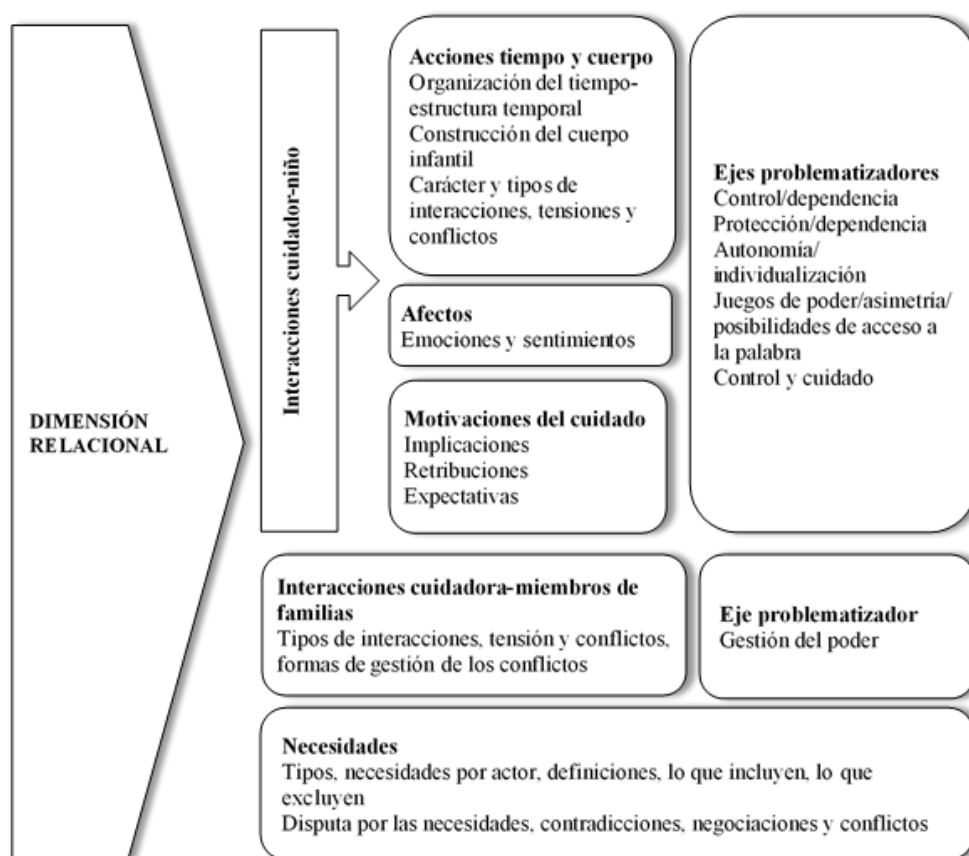 DIMENSIÓN
RELACIONAL
Interacciones cuidador-niño
Acciones tiempo y cuerpo
Organización del tiempo-
estructura temporal
Construcción del cuerpo
infantil
Carácter y tipos de
interacciones, tensiones y
conflictos
Afectos
Emociones y sentimientos
Motivaciones del cuidado
Implicaciones
Retribuciones
Expectativas
Ejes problematizadores
Control/dependencia
Protección/dependencia
Autonomía/
individualización
Juegos de poder/asimetría/
posibilidades de acceso a
la palabra
Control y cuidado
Interacciones cuidadora-miembros de
familias
Tipos de interacciones, tensión y conflictos,
formas de gestión de los conflictos
Eje problematizador
Gestión del poder
Necesidades
Tipos, necesidades por actor, definiciones, lo que incluyen, lo que
excluyen
Disputa por las necesidades, contradicciones, negociaciones y conflictos